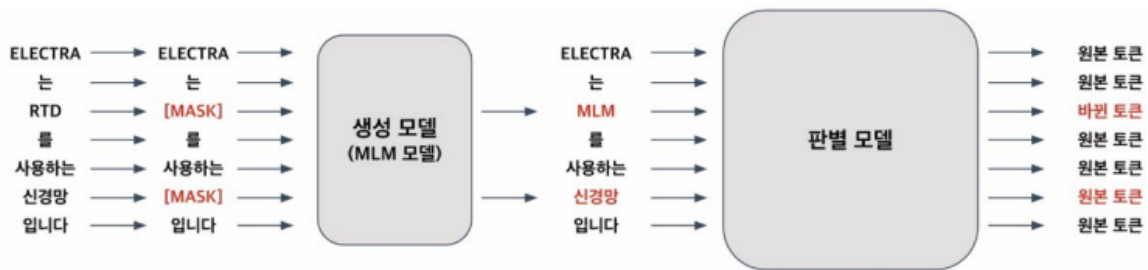 ELECTRA ELECTRA ELECTRA 원본 토큰
는 는 는 원본 토큰
RTD [MASK] MLM 바뀐 토큰
를 를 생성 모델 를 판별 모델 원본 토큰
(MLM 모델)
사용하는 사용하는 사용하는 원본 토큰
신경망 [MASK] 신경망 원본 토큰
입니다 입니다 입니다 원본 토큰